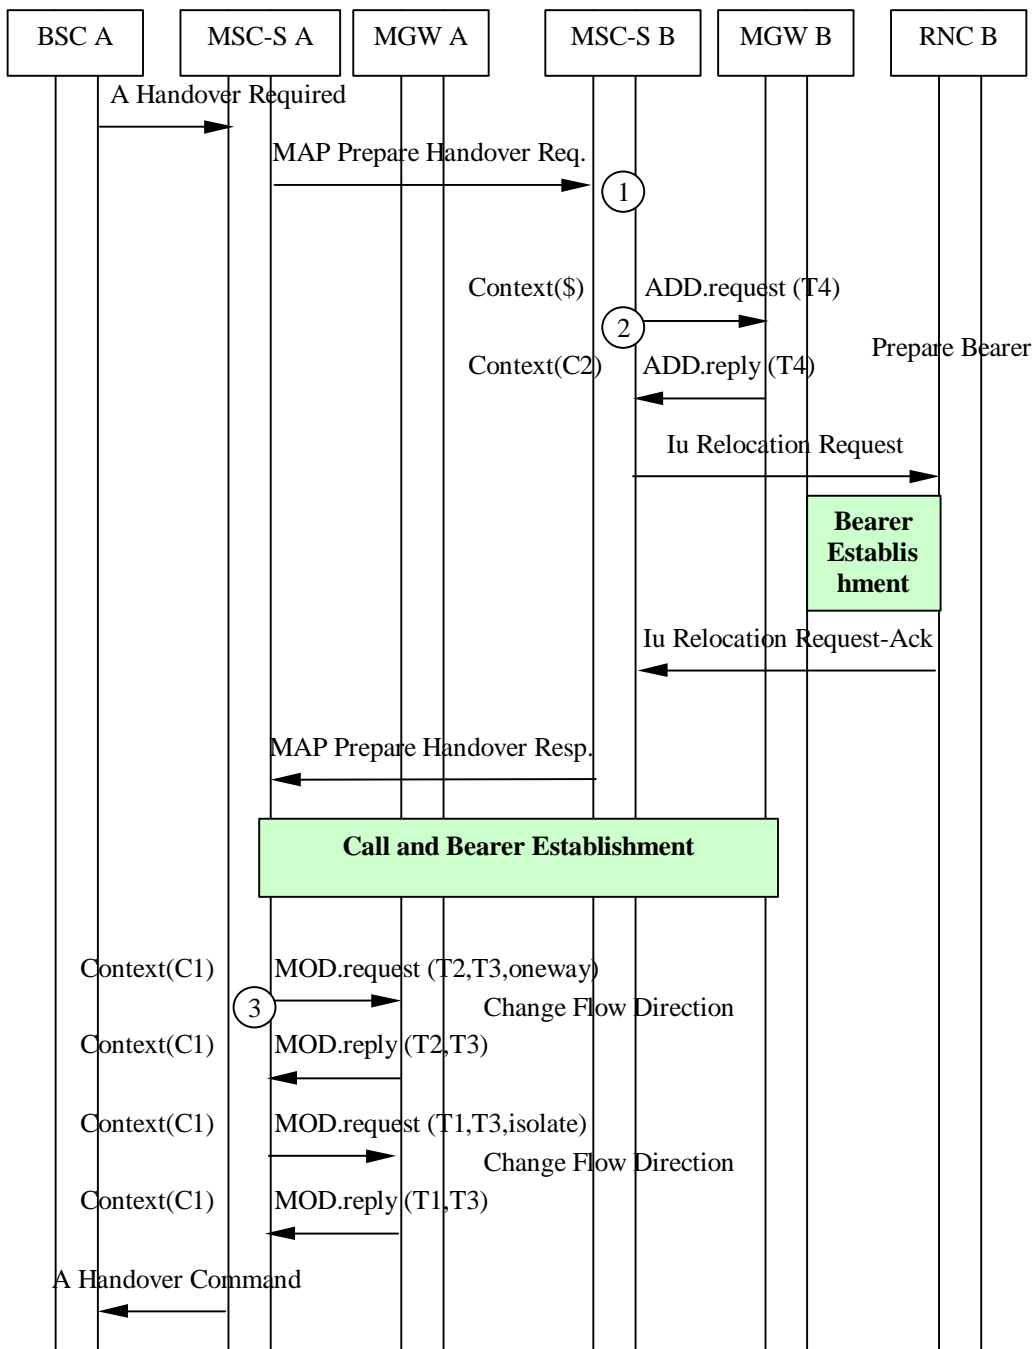 BSC A
MSC-S A
MGW A
MSC-S B
MGW B
RNC B
A Handover Required
MAP Prepare Handover Req.
1
Context($)
ADD.request (T4)
2
Prepare Bearer
Context(C2)
ADD.reply (T4)
Iu Relocation Request
Bearer
Establis
hment
Iu Relocation Request-Ack
MAP Prepare Handover Resp.
Call and Bearer Establishment
Context(C1)
MOD.request (T2,T3,oneway)
3
Change Flow Direction
Context(C1)
MOD.reply (T2,T3)
Context(C1)
MOD.request (T1,T3,isolate)
Change Flow Direction
Context(C1)
MOD.reply (T1,T3)
A Handover Command